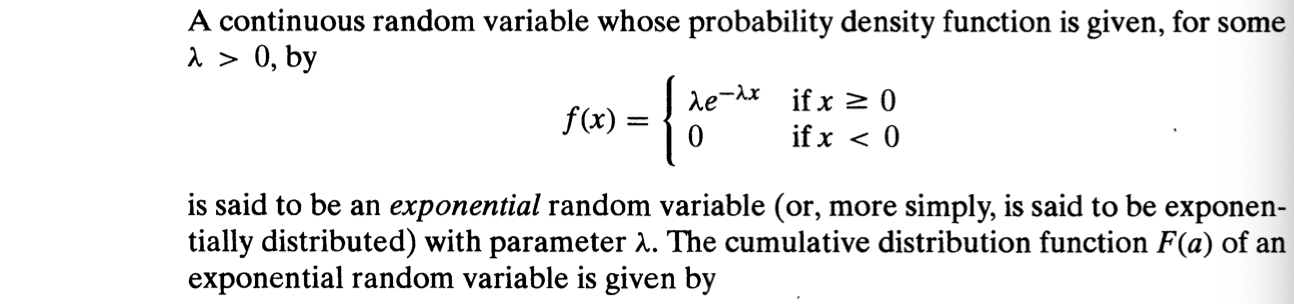 A continuous random variable whose probability density function is given, for some
λ > 0, by
f(x) = { λe^{−λx} if x ≥ 0
0 if x < 0
is said to be an exponential random variable (or, more simply, is said to be exponen-
tially distributed) with parameter λ. The cumulative distribution function F(a) of an
exponential random variable is given by